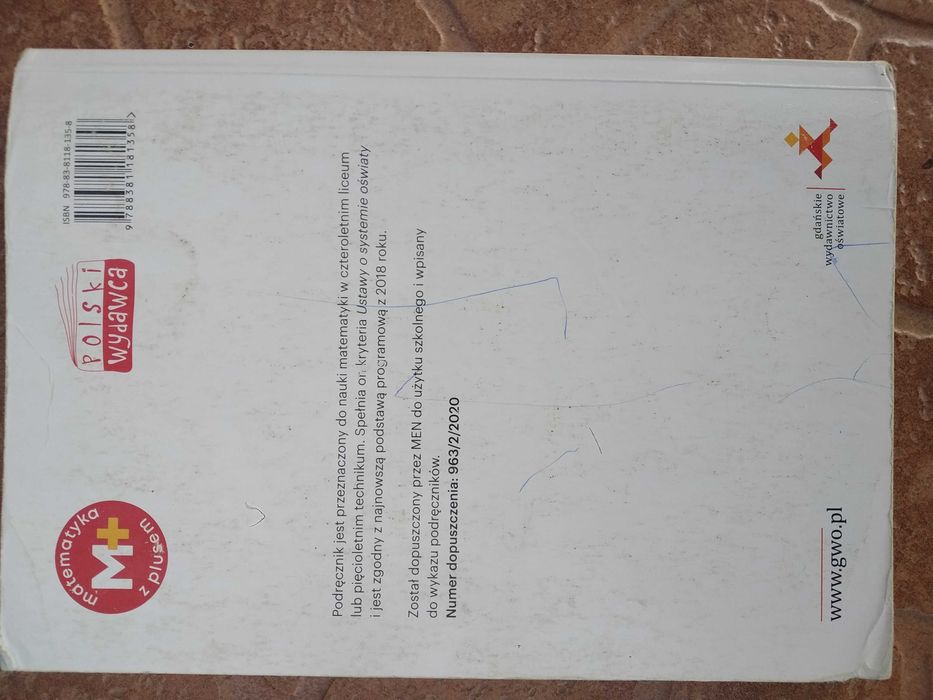 matematyka
M+
z plusem
polski
wydawca
ISBN 978-83-8118-135-8
9 788381 181358 >
Podręcznik jest przeznaczony do nauki matematyki w czteroletnim liceum
lub pięcioletnim technikum. Spełnia on kryteria Ustawy o systemie oświaty
i jest zgodny z najnowszą podstawą programową z 2018 roku.
Został dopuszczony przez MEN do użytku szkolnego i wpisany
do wykazu podręczników.
Numer dopuszczenia: 963/2/2020
www.gwo.pl
gdańskie
wydawnictwo
oświatowe